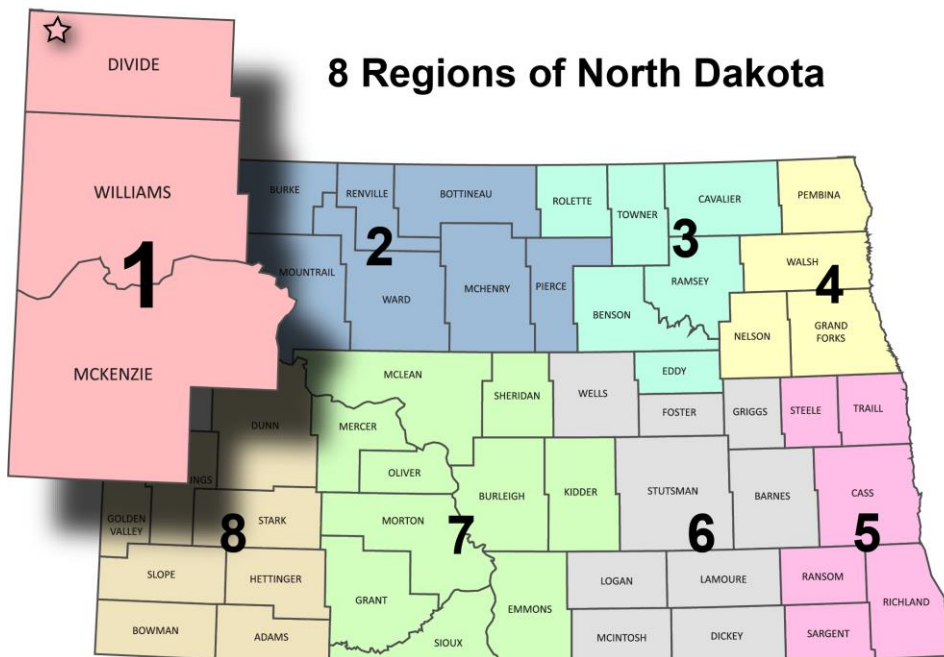 8 Regions of North Dakota
DIVIDE
WILLIAMS
1
MCKENZIE
BURKE
RENVILLE
BOTTINEAU
2
MOUNTRAIL
WARD
MCHENRY
PIERCE
ROLETTE
TOWNER
CAVALIER
3
RAMSEY
BENSON
EDDY
PEMBINA
WALSH
4
NELSON
GRAND
FORKS
STEELE
TRAILL
CASS
5
RANSOM
RICHLAND
SARGENT
WELLS
FOSTER
GRIGGS
STUTSMAN
BARNES
6
LOGAN
LAMOURE
MCINTOSH
DICKEY
MCLEAN
SHERIDAN
MERCER
OLIVER
BURLEIGH
KIDDER
MORTON
7
GRANT
EMMONS
SIOUX
DUNN
INGS
GOLDEN
VALLEY
8
STARK
SLOPE
HETTINGER
BOWMAN
ADAMS